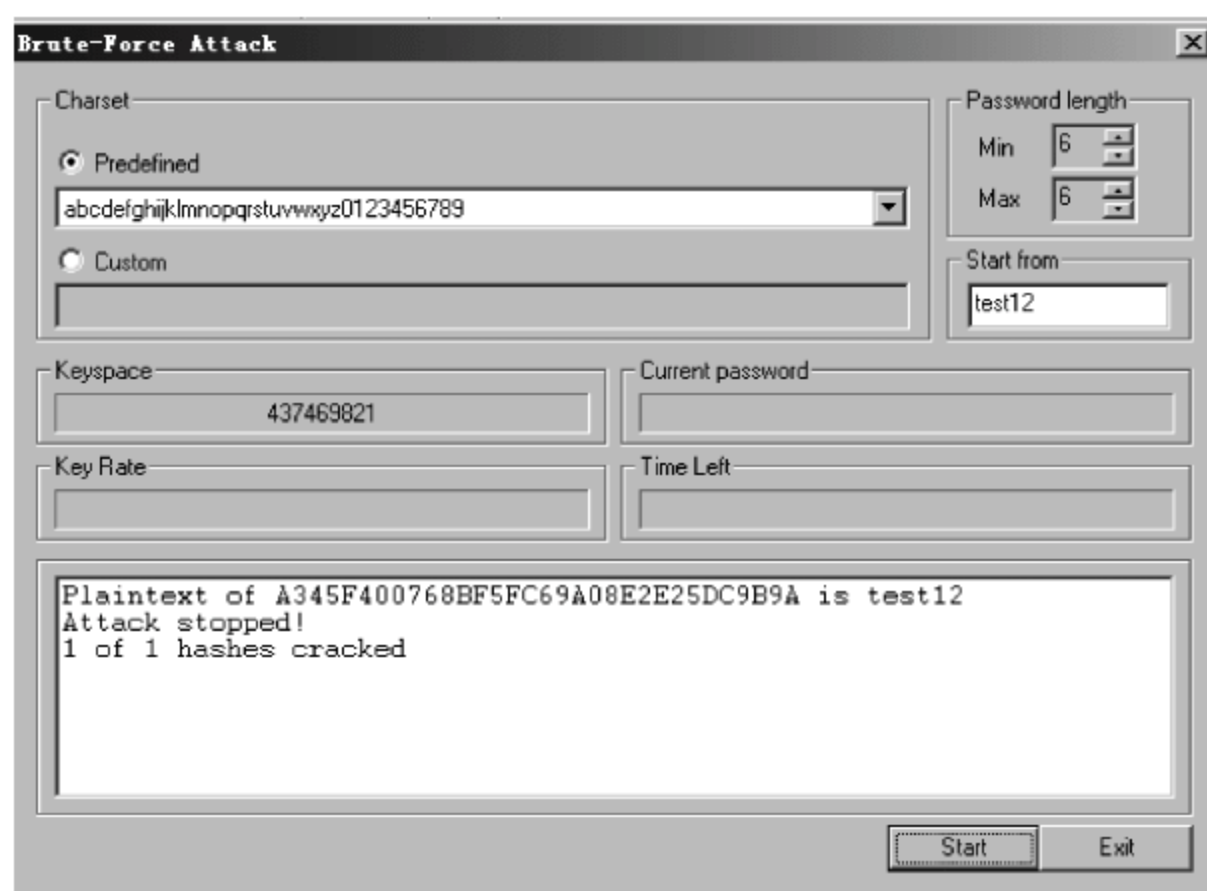 Brute-Force Attack
Charset
Predefined
abcdefghijklmnopqrstuvwxyz0123456789
Custom
Password length
Min 6
Max 6
Start from
test12
Keyspace
437469821
Current password
Key Rate
Time Left
Plaintext of A345F400768BF5FC69A08E2E25DC9B9A is test12
Attack stopped!
1 of 1 hashes cracked
Start
Exit